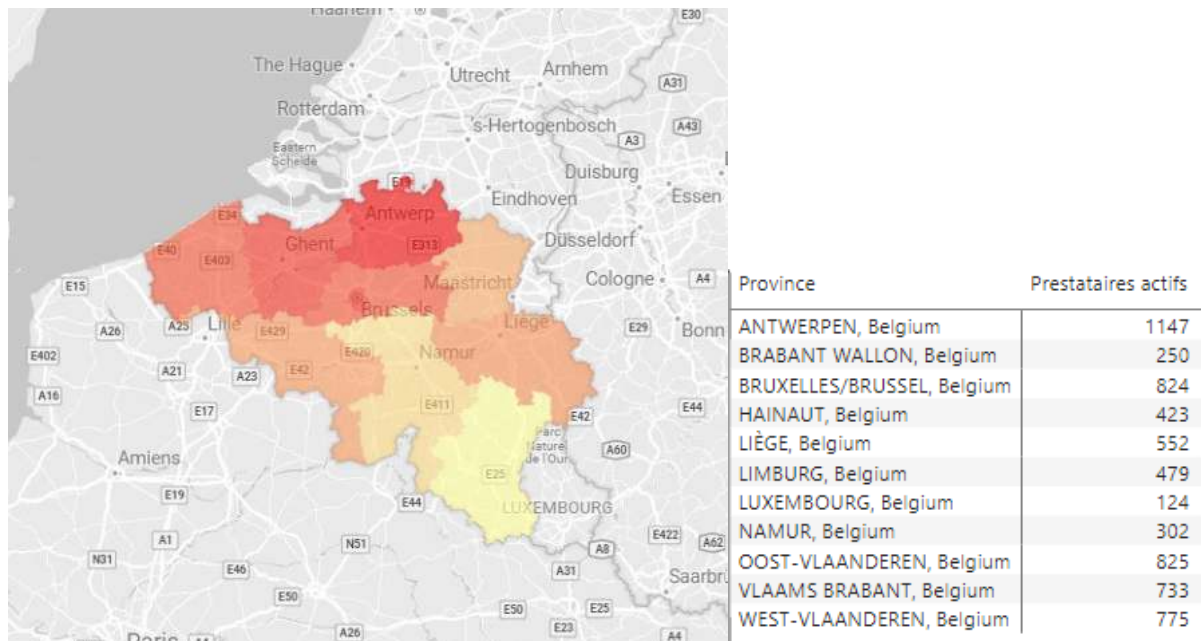 Haarlem
E30
The Hague
Utrecht
Arnhem
A31
Rotterdam
's-Hertogenbosch
A43
A3
Eastern
Schelde
Duisburg
Essen
Eindhoven
E34
Antwerp
Düsseldorf
Ghent
E313
E40
E403
Cologne
A4
Maastricht
E15
Brussels
Liège
A26
A25
Lille
E429
E29
Bonn
E402
E420
Namur
A21
A23
E42
A16
E17
E411
E42
E44
Parc
Nature
de l'Our
A60
Amiens
E25
E19
E44
LUXEMBOURG
A1
N51
E422
A62
N31
A8
E46
A31
Saarbrü
E50
E50
E25
Paris
A26
E23
A4
Province Prestataires actifs
ANTWERPEN, Belgium 1147
BRABANT WALLON, Belgium 250
BRUXELLES/BRUSSEL, Belgium 824
HAINAUT, Belgium 423
LIÈGE, Belgium 552
LIMBURG, Belgium 479
LUXEMBOURG, Belgium 124
NAMUR, Belgium 302
OOST-VLAANDEREN, Belgium 825
VLAAMS BRABANT, Belgium 733
WEST-VLAANDEREN, Belgium 775